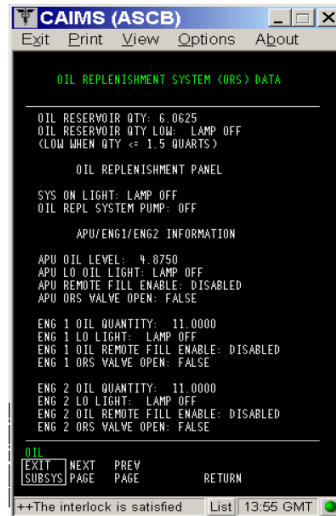 CAIMS (ASCB)
Exit Print View Options About
OIL REPLENISHMENT SYSTEM (ORS) DATA
OIL RESERVOIR QTY: 6.0625
OIL RESERVOIR QTY LOW: LAMP OFF
(LOW WHEN QTY <= 1.5 QUARTS)
OIL REPLENISHMENT PANEL
SYS ON LIGHT: LAMP OFF
OIL REPL SYSTEM PUMP: OFF
APU/ENG1/ENG2 INFORMATION
APU OIL LEVEL: 4.8750
APU LO OIL LIGHT: LAMP OFF
APU REMOTE FILL ENABLE: DISABLED
APU ORS VALVE OPEN: FALSE
ENG 1 OIL QUANTITY: 11.0000
ENG 1 LO LIGHT: LAMP OFF
ENG 1 OIL REMOTE FILL ENABLE: DISABLED
ENG 1 ORS VALVE OPEN: FALSE
ENG 2 OIL QUANTITY: 11.0000
ENG 2 LO LIGHT: LAMP OFF
ENG 2 OIL REMOTE FILL ENABLE: DISABLED
ENG 2 ORS VALVE OPEN: FALSE
OIL
EXIT NEXT PREV
SUBSYS PAGE PAGE RETURN
++The interlock is satisfied List 13:55 GMT